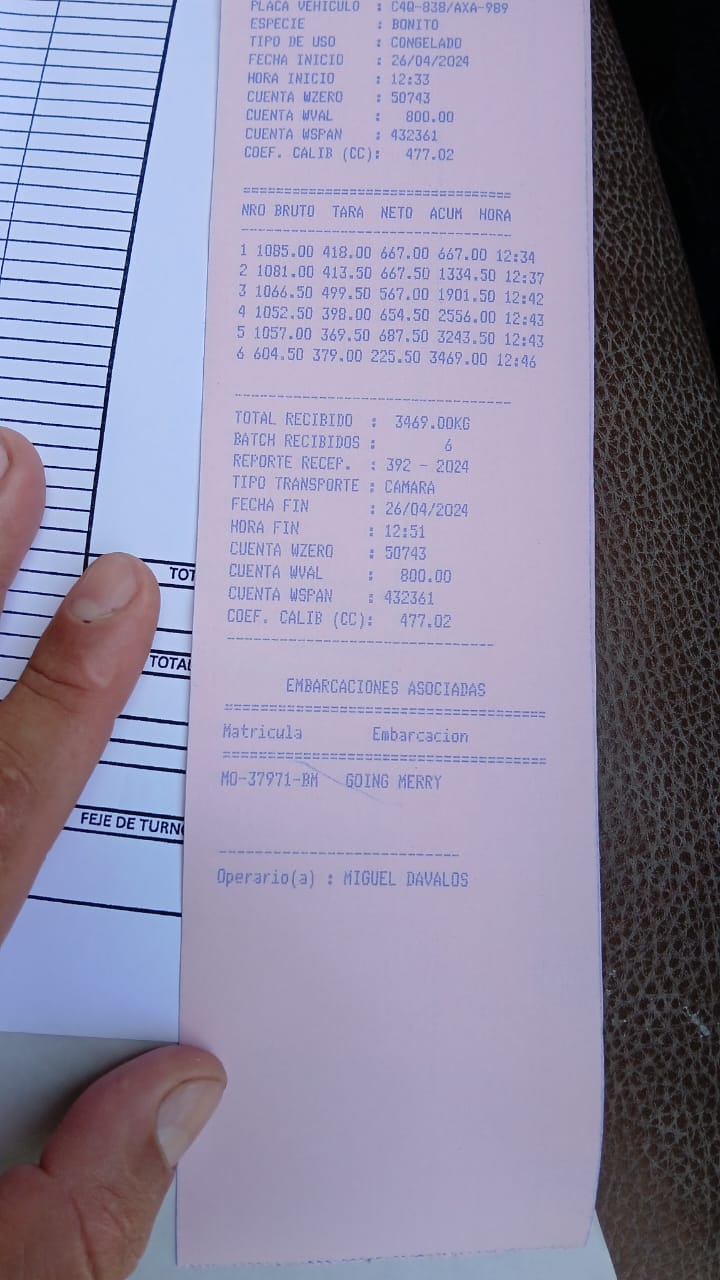 PLACA VEHICULO : C4Q-838/AXA-989
ESPECIE : BONITO
TIPO DE USO : CONGELADO
FECHA INICIO : 26/04/2024
HORA INICIO : 12:33
CUENTA WZERO : 50743
CUENTA WVAL : 800.00
CUENTA WSPAN : 432361
COEF. CALIB (CC): 477.02
==================================
NRO BRUTO TARA NETO ACUM HORA
----------------------------------
1 1085.00 418.00 667.00 667.00 12:34
2 1081.00 413.50 667.50 1334.50 12:37
3 1066.50 499.50 567.00 1901.50 12:42
4 1052.50 398.00 654.50 2556.00 12:43
5 1057.00 369.50 687.50 3243.50 12:43
6 604.50 379.00 225.50 3469.00 12:46
----------------------------------
TOTAL RECIBIDO : 3469.00KG
BATCH RECIBIDOS : 6
REPORTE RECEP. : 392 - 2024
TIPO TRANSPORTE : CAMARA
FECHA FIN : 26/04/2024
HORA FIN : 12:51
CUENTA WZERO : 50743
CUENTA WVAL : 800.00
CUENTA WSPAN : 432361
COEF. CALIB (CC): 477.02
----------------------------------
EMBARCACIONES ASOCIADAS
========================================
Matricula Embarcacion
========================================
MO-37971-BM GOING MERRY
------------------------------
Operario(a) : MIGUEL DAVALOS
TOT
TOTAL
FEJE DE TURNO